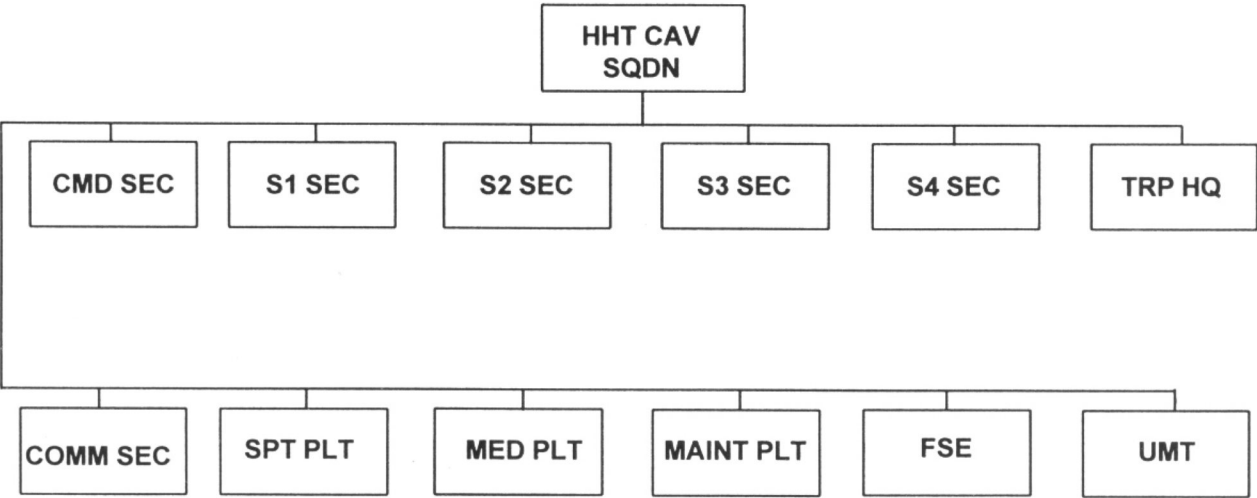 HHT CAV
SQDN
CMD SEC
S1 SEC
S2 SEC
S3 SEC
S4 SEC
TRP HQ
COMM SEC
SPT PLT
MED PLT
MAINT PLT
FSE
UMT